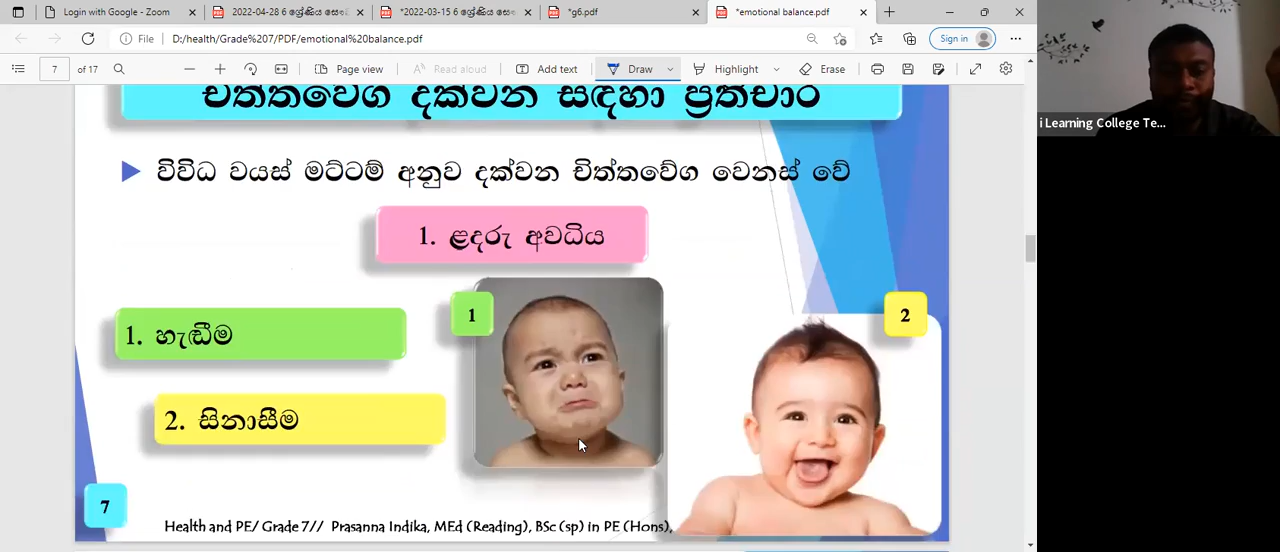 Login with Google - Zoom
2022-04-28 6 ශ්‍රේණිය සෞ
*2022-03-15 6 ශ්‍රේණිය සෞ
*g6.pdf
*emotional balance.pdf
File D:/health/Grade%207/PDF/emotional%20balance.pdf
Sign in
7 of 17
Page view
Read aloud
Add text
Draw
Highlight
Erase
i Learning College Te...
චිත්තවේග දක්වන සඳහා ප්‍රතිචාර
විවිධ වයස් මට්ටම් අනුව දක්වන චිත්තවේග වෙනස් වේ
1. ළදරු අවධිය
1
2
1. හැඬීම
2. සිනාසීම
7
Health and PE/ Grade 7// Prasanna Indika, MEd (Reading), BSc (sp) in PE (Hons),